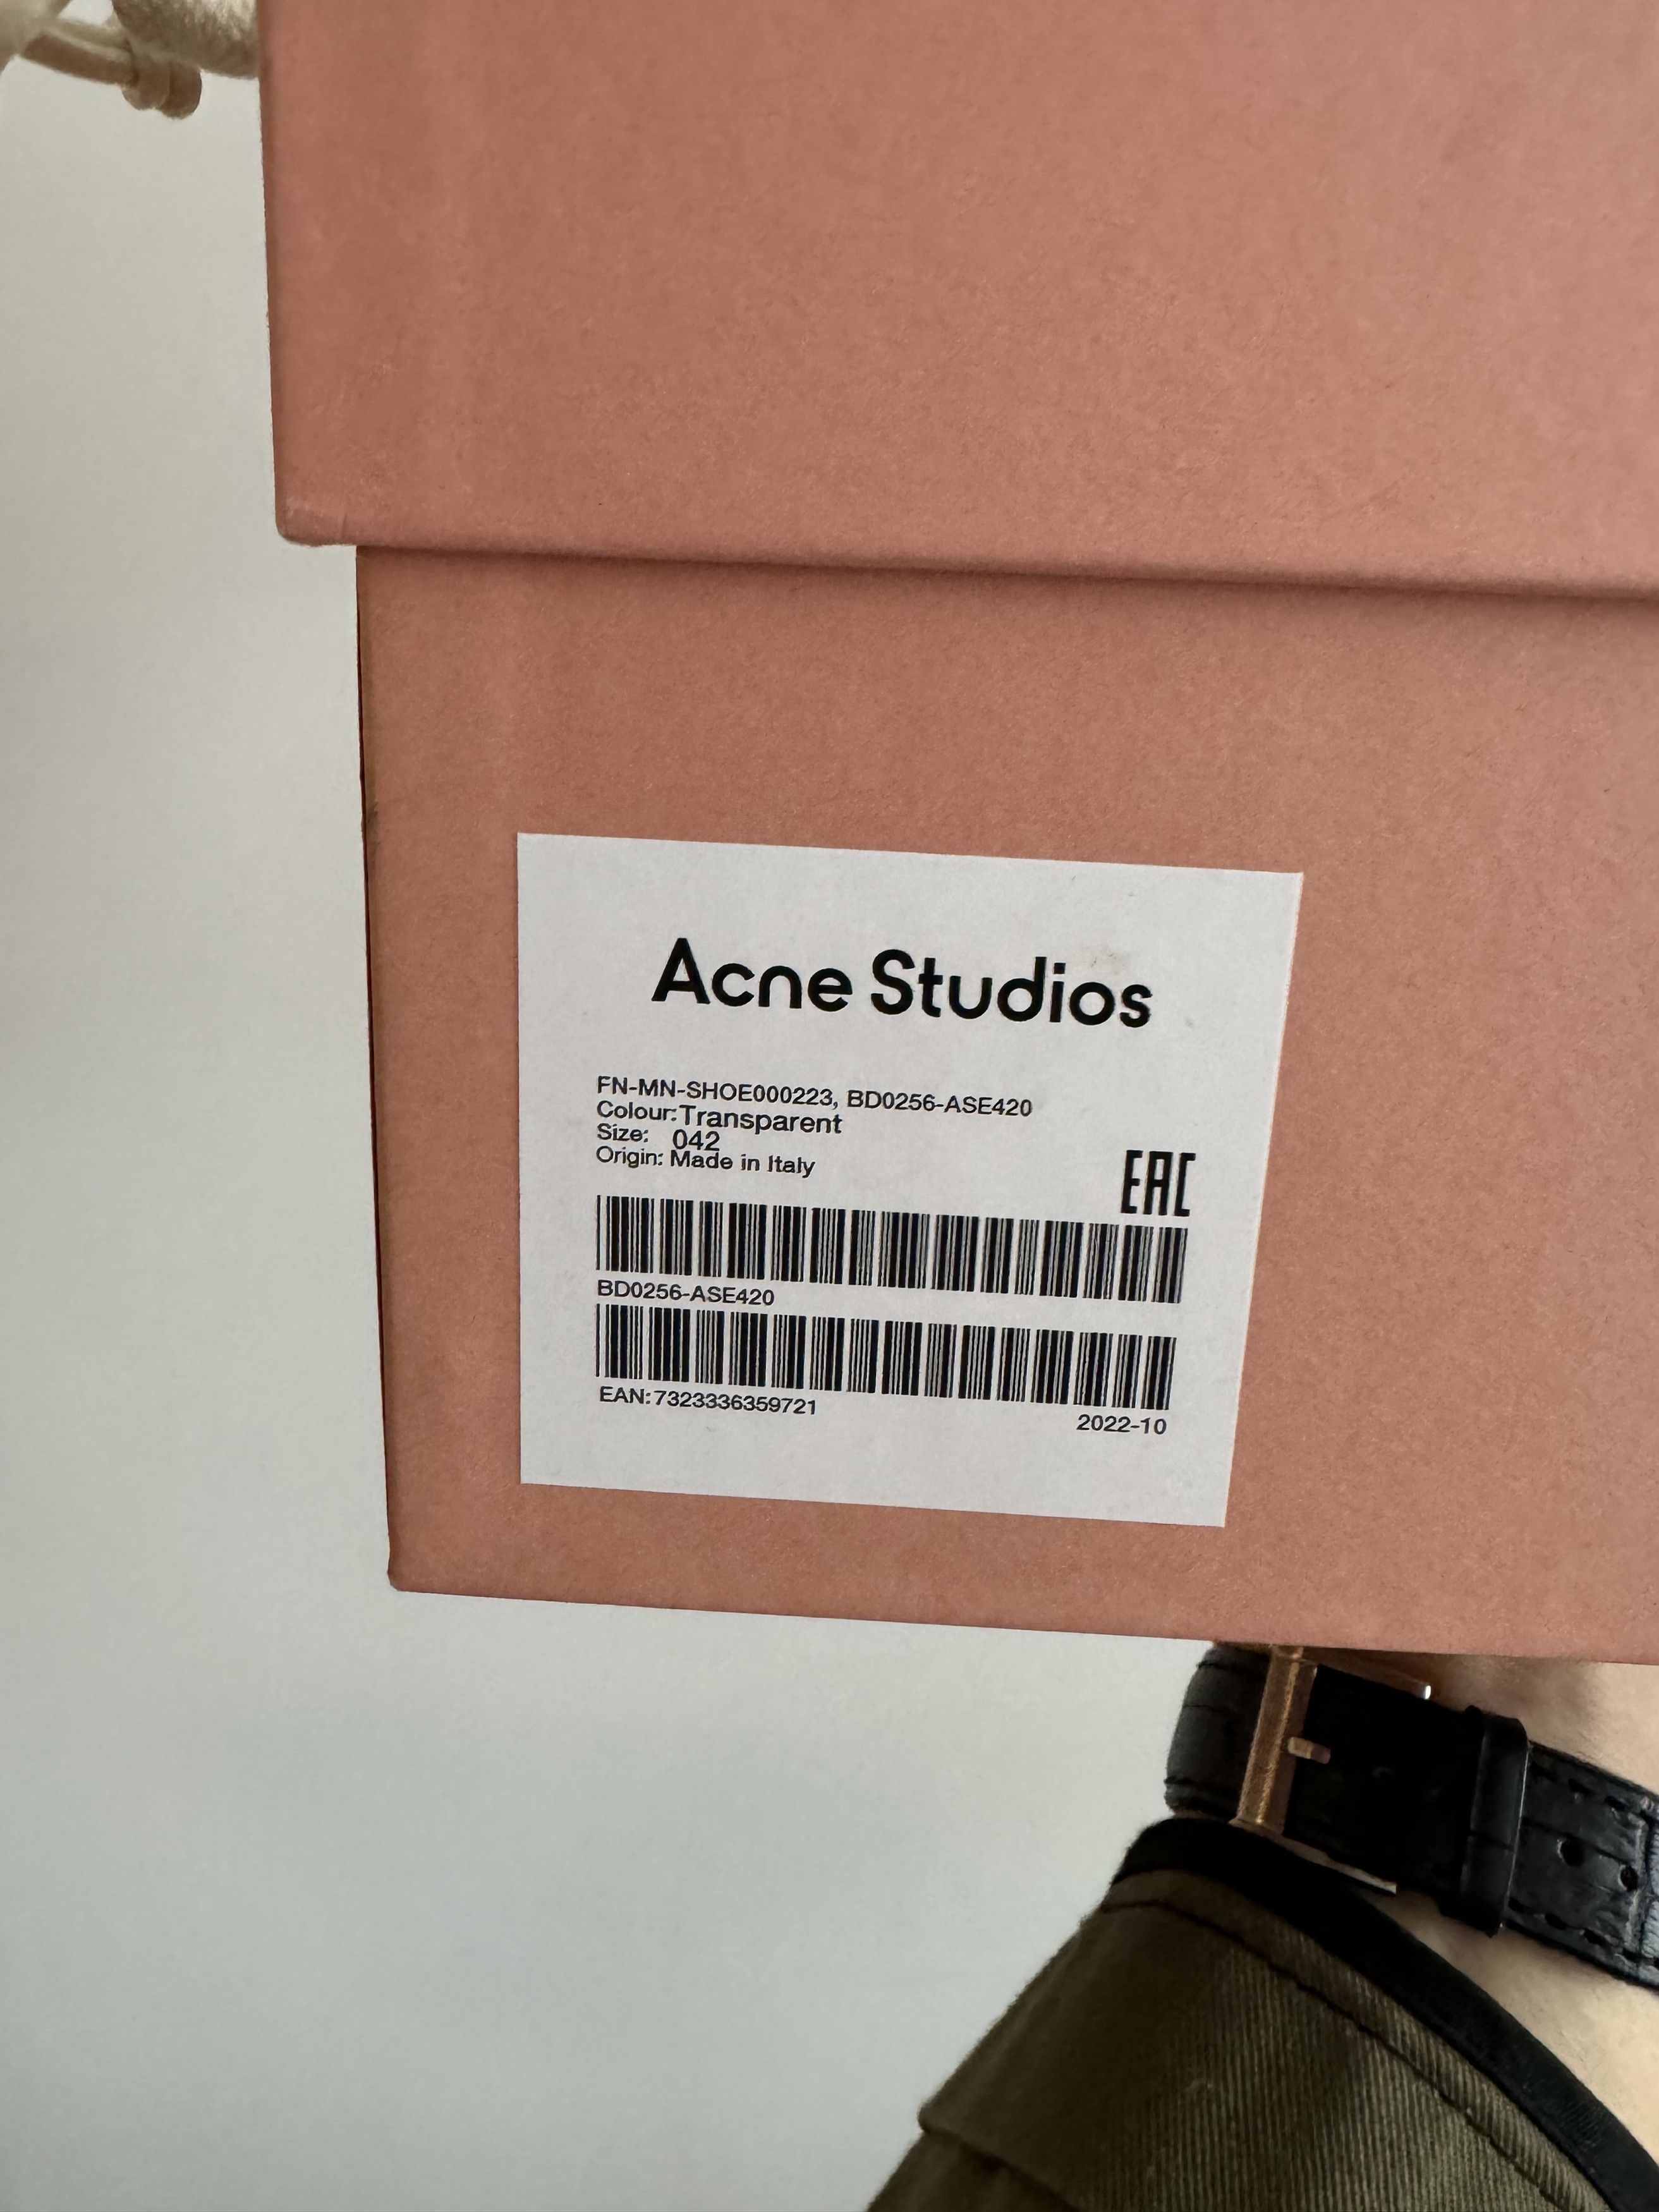 Acne Studios
FN-MN-SHOE000223, BD0256-ASE420
Colour:Transparent
Size: 042
Origin: Made in Italy
EAC
BD0256-ASE420
EAN:7323336359721
2022-10